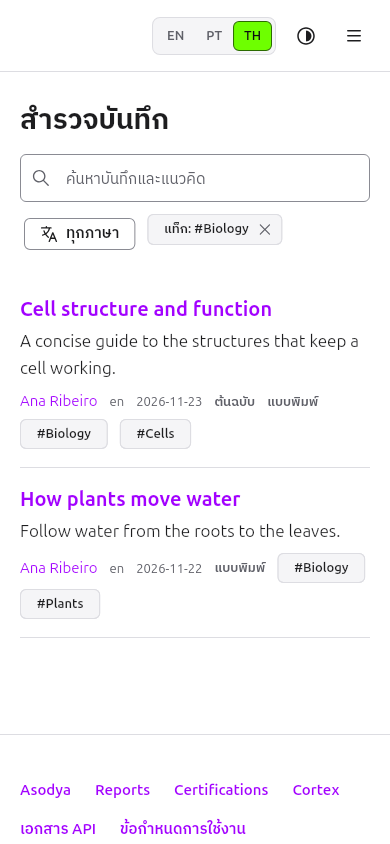 EN PT TH
สำรวจบันทึก
ค้นหาบันทึกและแนวคิด
ทุกภาษา แท็ก: #Biology
Cell structure and function
A concise guide to the structures that keep a
cell working.
Ana Ribeiro en 2026-11-23 ต้นฉบับ แบบพิมพ์
#Biology #Cells
How plants move water
Follow water from the roots to the leaves.
Ana Ribeiro en 2026-11-22 แบบพิมพ์ #Biology
#Plants
Asodya Reports Certifications Cortex
เอกสาร API ข้อกำหนดการใช้งาน